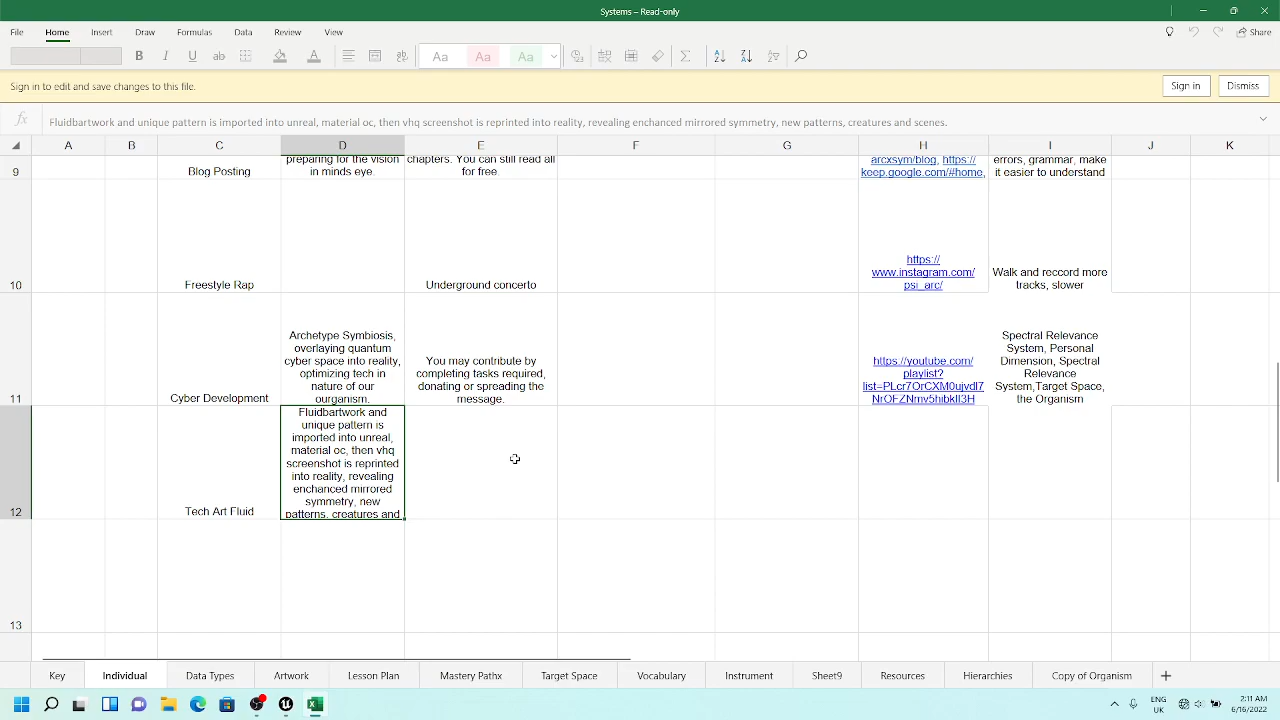 Systems – Read-only
File Home Insert Draw Formulas Data Review View
Share
B I U ab Aa Aa Aa
Sign in to edit and save changes to this file.
Sign in Dismiss
fx Fluidbartwork and unique pattern is imported into unreal, material oc, then vhq screenshot is reprinted into reality, revealing enchanced mirrored symmetry, new patterns, creatures and scenes.
A B C D E F G H I J K
9
Blog Posting
preparing for the vision
in minds eye.
chapters. You can still read all
for free.
arcxsym/blog, https://
keep.google.com/#home,
errors, grammar, make
it easier to understand
10
Freestyle Rap
Underground concerto
https://
www.instagram.com/
psi_arc/
Walk and reccord more
tracks, slower
11
Cyber Development
Archetype Symbiosis,
overlaying quantum
cyber space into reality,
optimizing tech in
nature of our
ourganism.
You may contribute by
completing tasks required,
donating or spreading the
message.
https://youtube.com/
playlist?
list=PLcr7OrCXM0ujvdl7
NrOFZNmv5hibkII3H
Spectral Relevance
System, Personal
Dimension, Spectral
Relevance
System,Target Space,
the Organism
12
Tech Art Fluid
Fluidbartwork and
unique pattern is
imported into unreal,
material oc, then vhq
screenshot is reprinted
into reality, revealing
enchanced mirrored
symmetry, new
patterns, creatures and
13
Key Individual Data Types Artwork Lesson Plan Mastery Pathx Target Space Vocabulary Instrument Sheet9 Resources Hierarchies Copy of Organism
ENG
UK
2:11 AM
6/16/2022